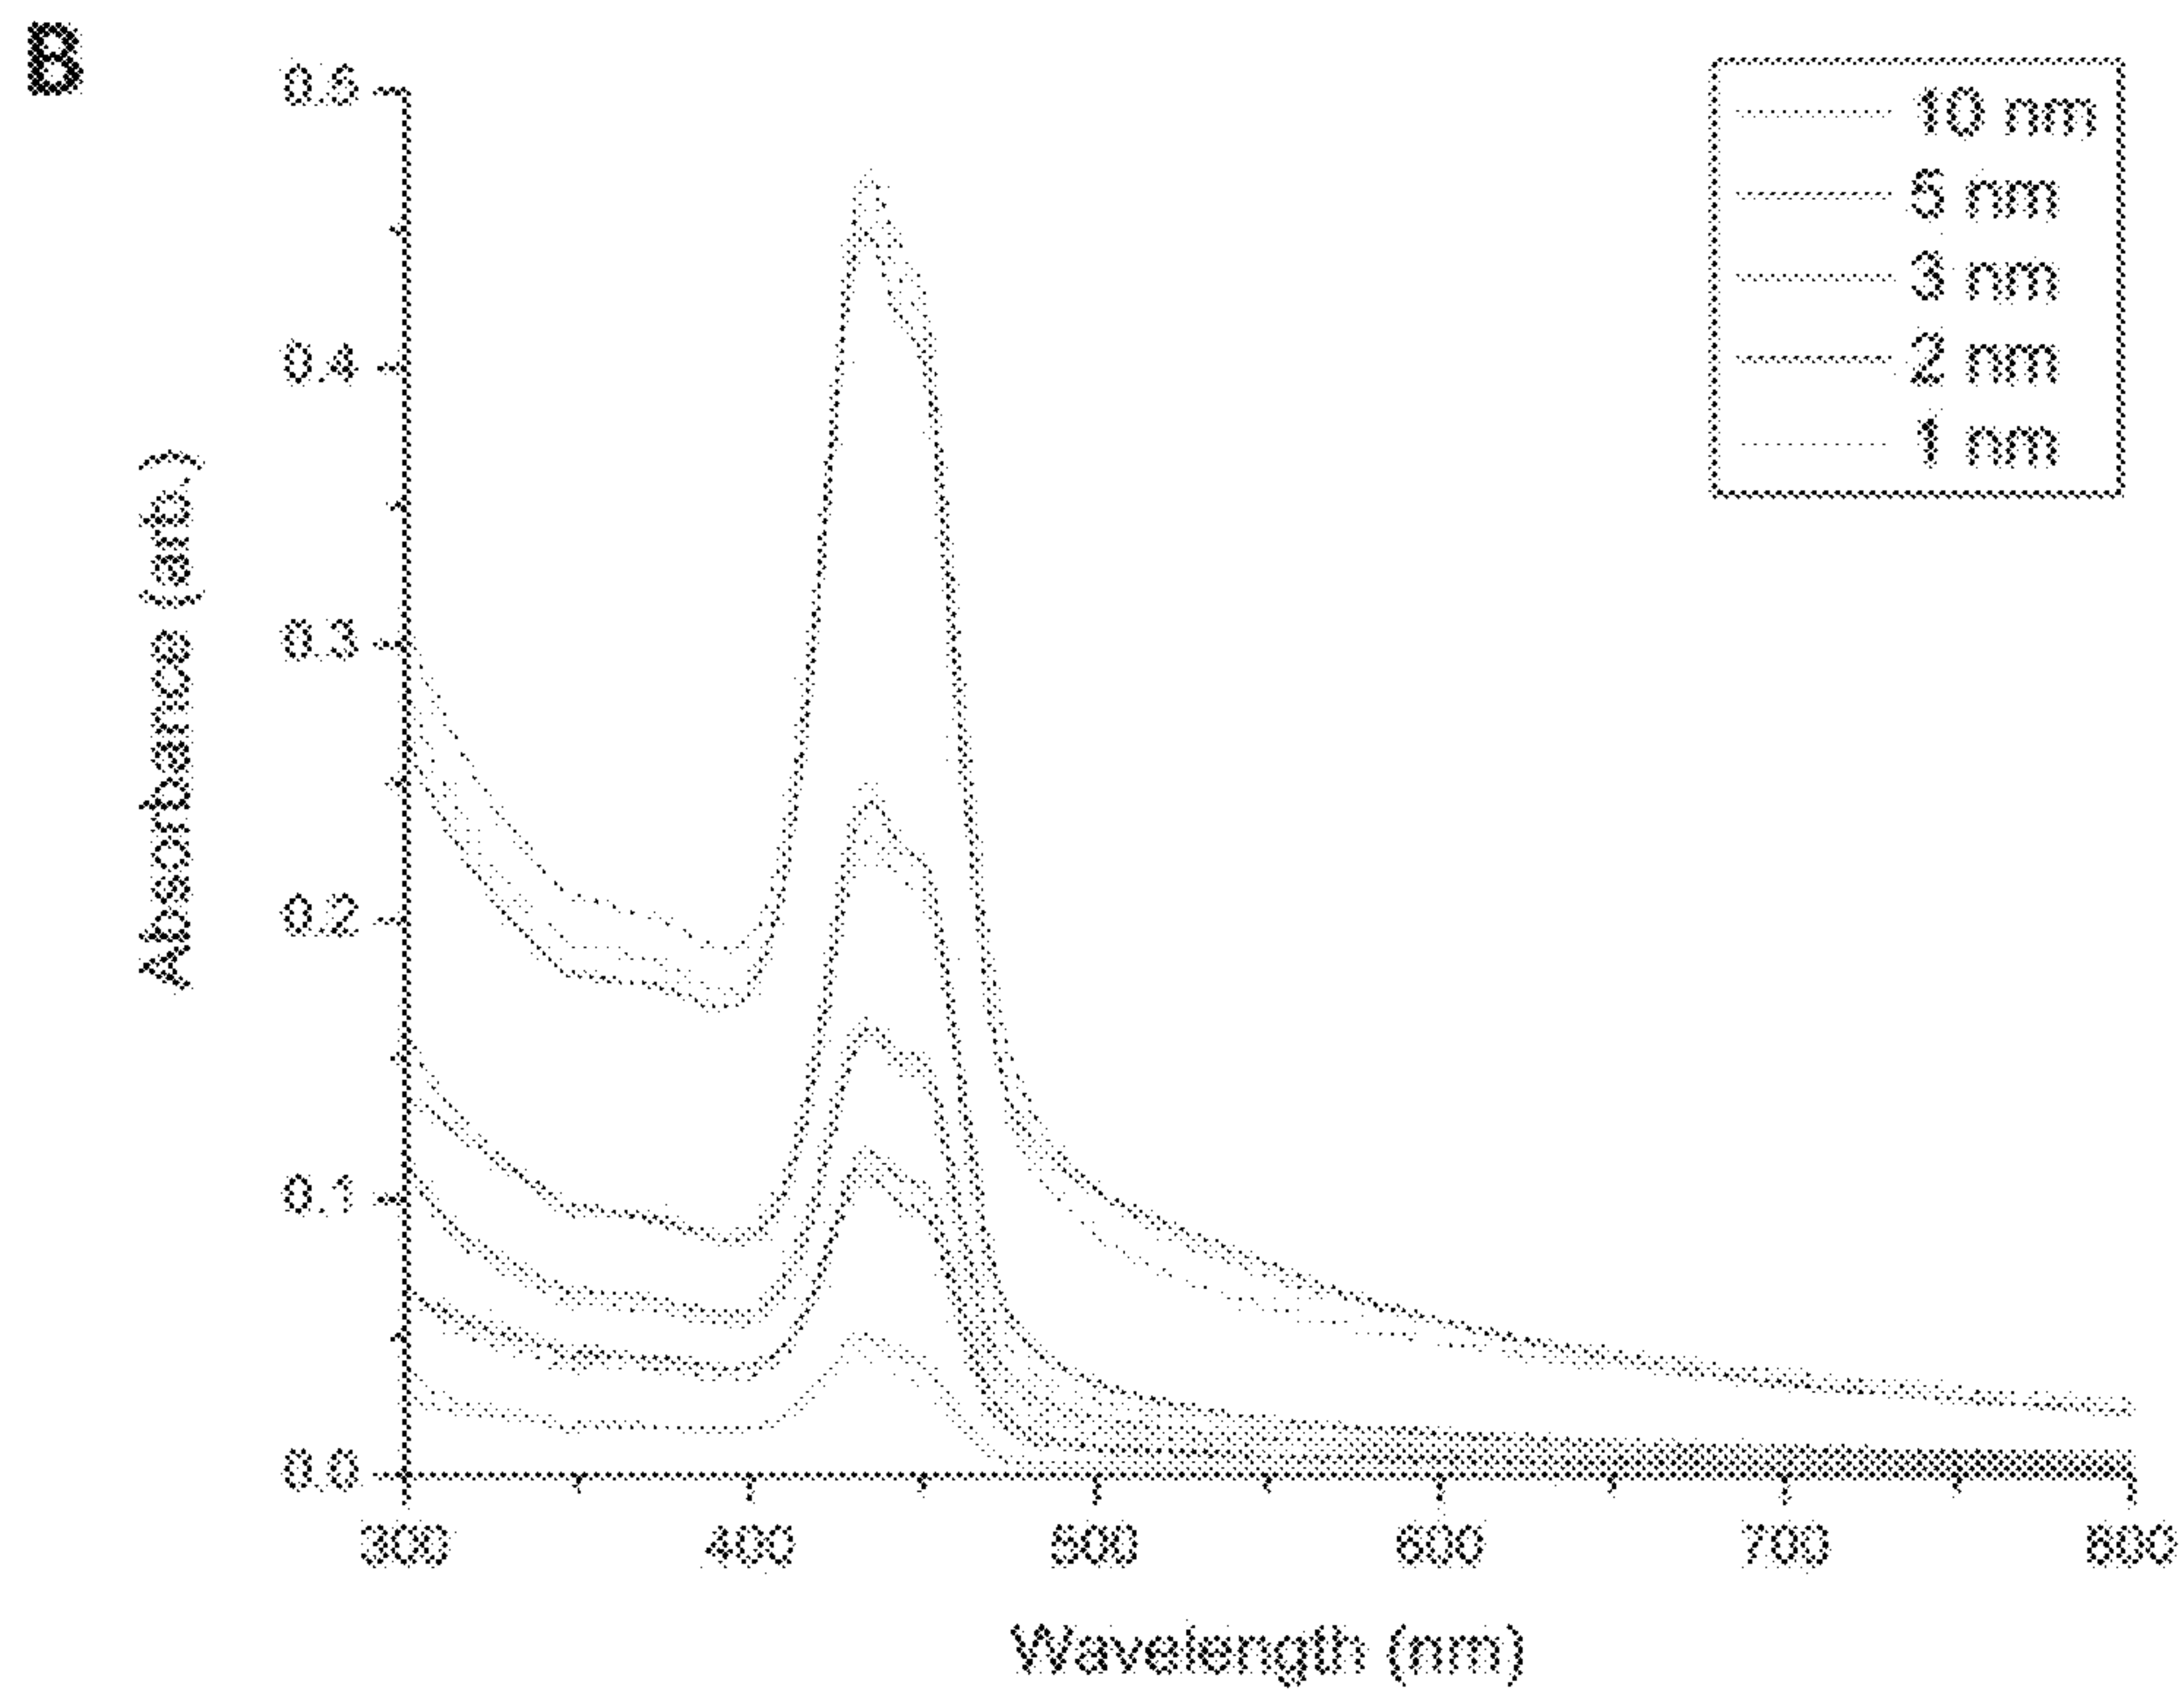 B
0.5
0.4
0.3
0.2
0.1
0.0
Absorbance (arb.)
300 400 500 600 700 800
Wavelength (nm)
10 nm
5 nm
3 nm
2 nm
1 nm